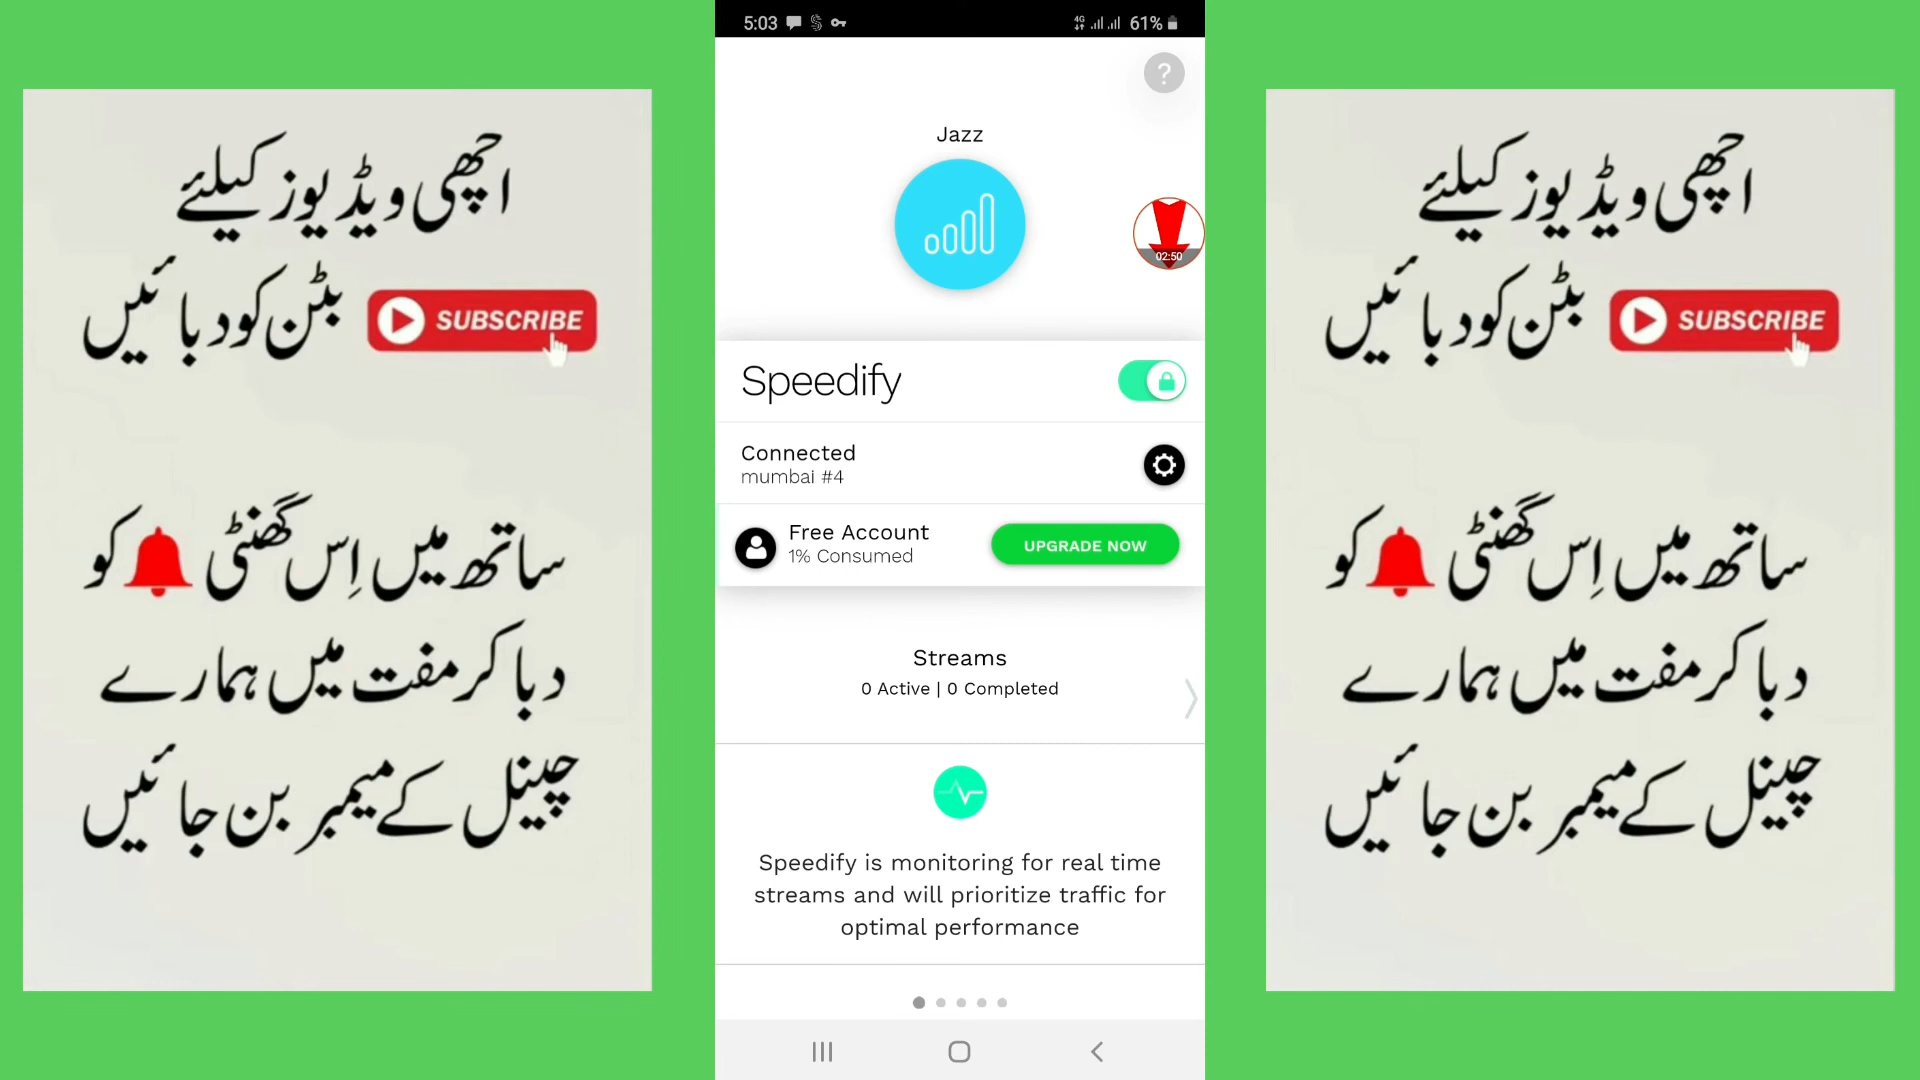 اچھی ویڈیوز کیلئے
SUBSCRIBE بٹن کو دبائیں
ساتھ میں اِس گھنٹی کو
دبا کر مفت میں ہمارے
چینل کے میمبر بن جائیں
5:03
4G 61%
?
Jazz
02:50
Speedify
Connected
mumbai #4
Free Account
1% Consumed
UPGRADE NOW
Streams
0 Active | 0 Completed
Speedify is monitoring for real time
streams and will prioritize traffic for
optimal performance
اچھی ویڈیوز کیلئے
SUBSCRIBE بٹن کو دبائیں
ساتھ میں اِس گھنٹی کو
دبا کر مفت میں ہمارے
چینل کے میمبر بن جائیں